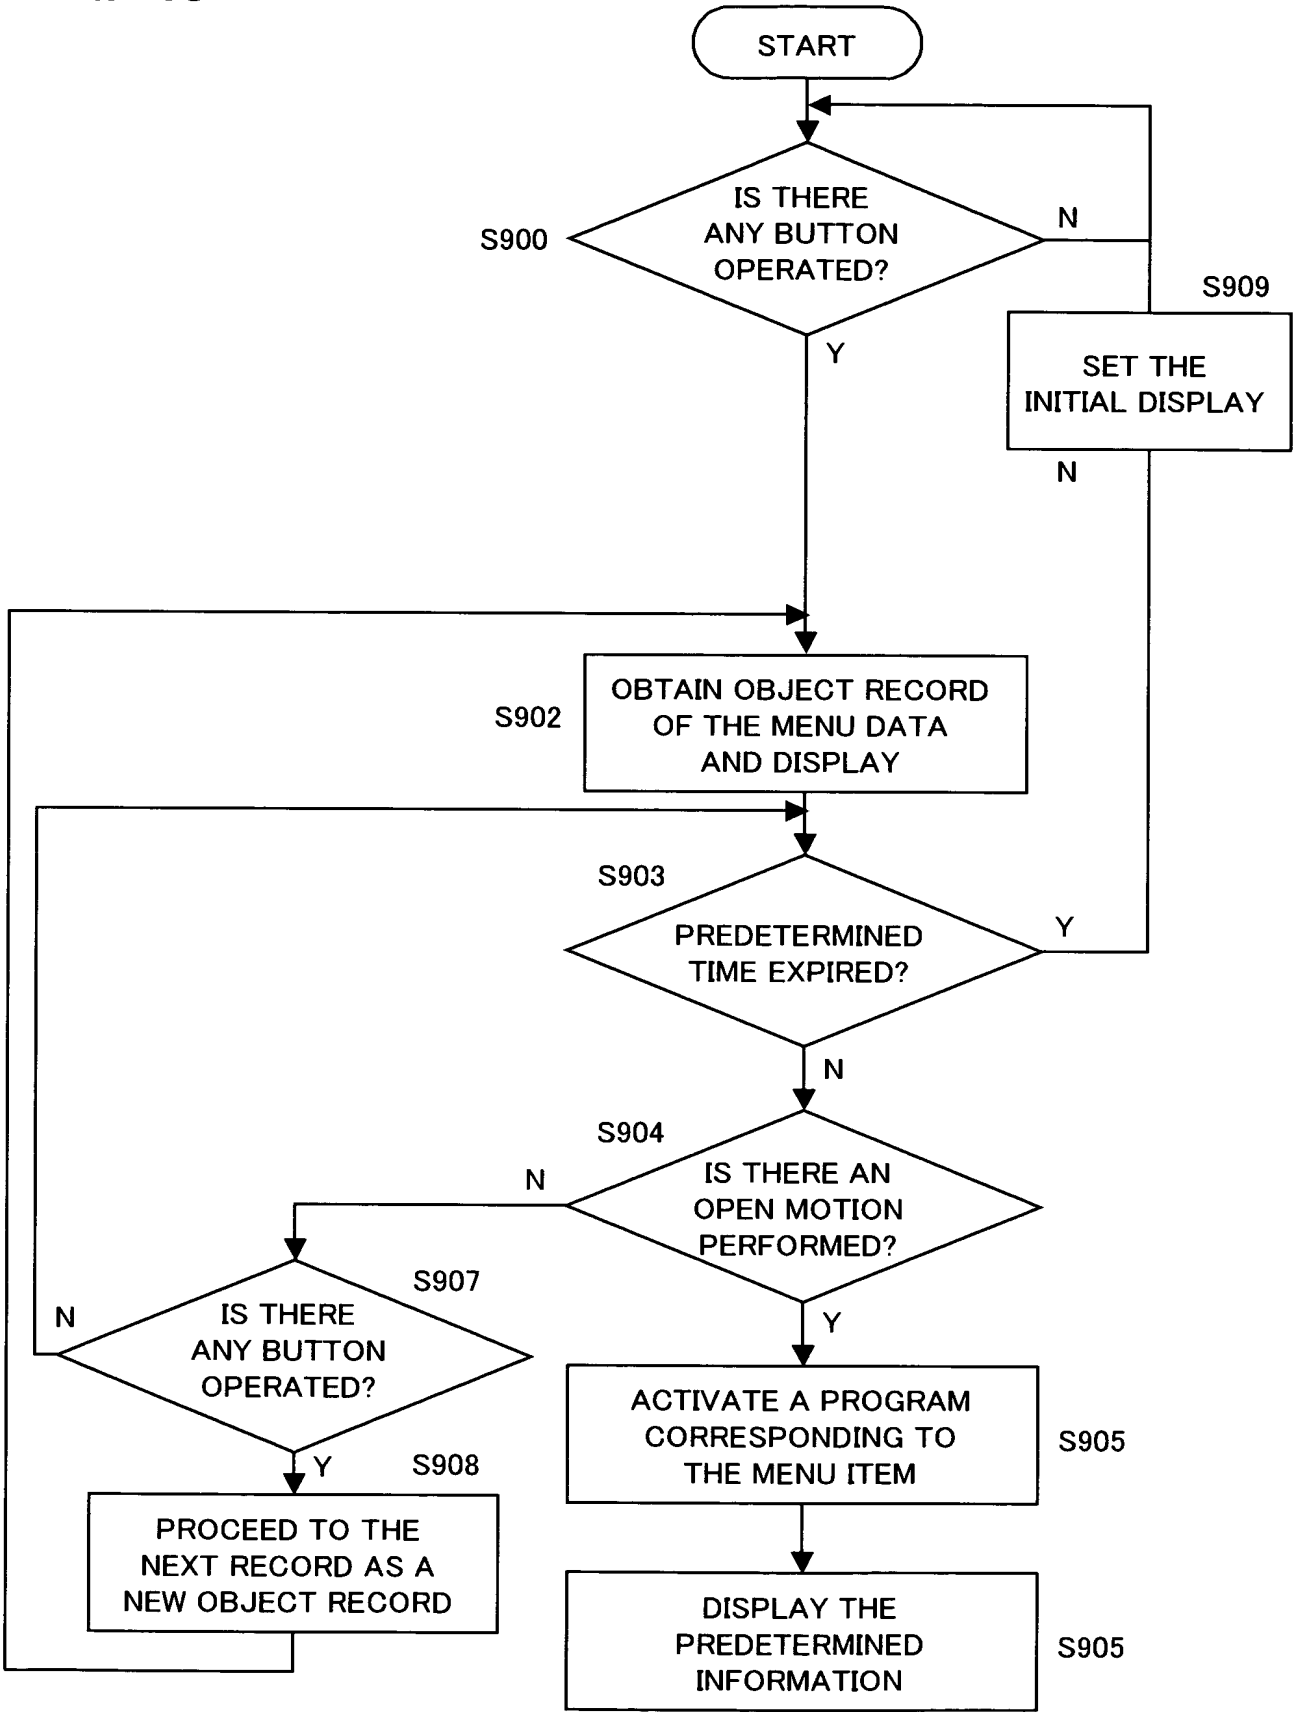 START
IS THERE
ANY BUTTON
OPERATED?
S900
N
Y
S909
SET THE
INITIAL DISPLAY
N
S902
OBTAIN OBJECT RECORD
OF THE MENU DATA
AND DISPLAY
S903
PREDETERMINED
TIME EXPIRED?
Y
N
S904
IS THERE AN
OPEN MOTION
PERFORMED?
N
Y
S907
IS THERE
ANY BUTTON
OPERATED?
N
Y
S908
PROCEED TO THE
NEXT RECORD AS A
NEW OBJECT RECORD
ACTIVATE A PROGRAM
CORRESPONDING TO
THE MENU ITEM
S905
DISPLAY THE
PREDETERMINED
INFORMATION
S905